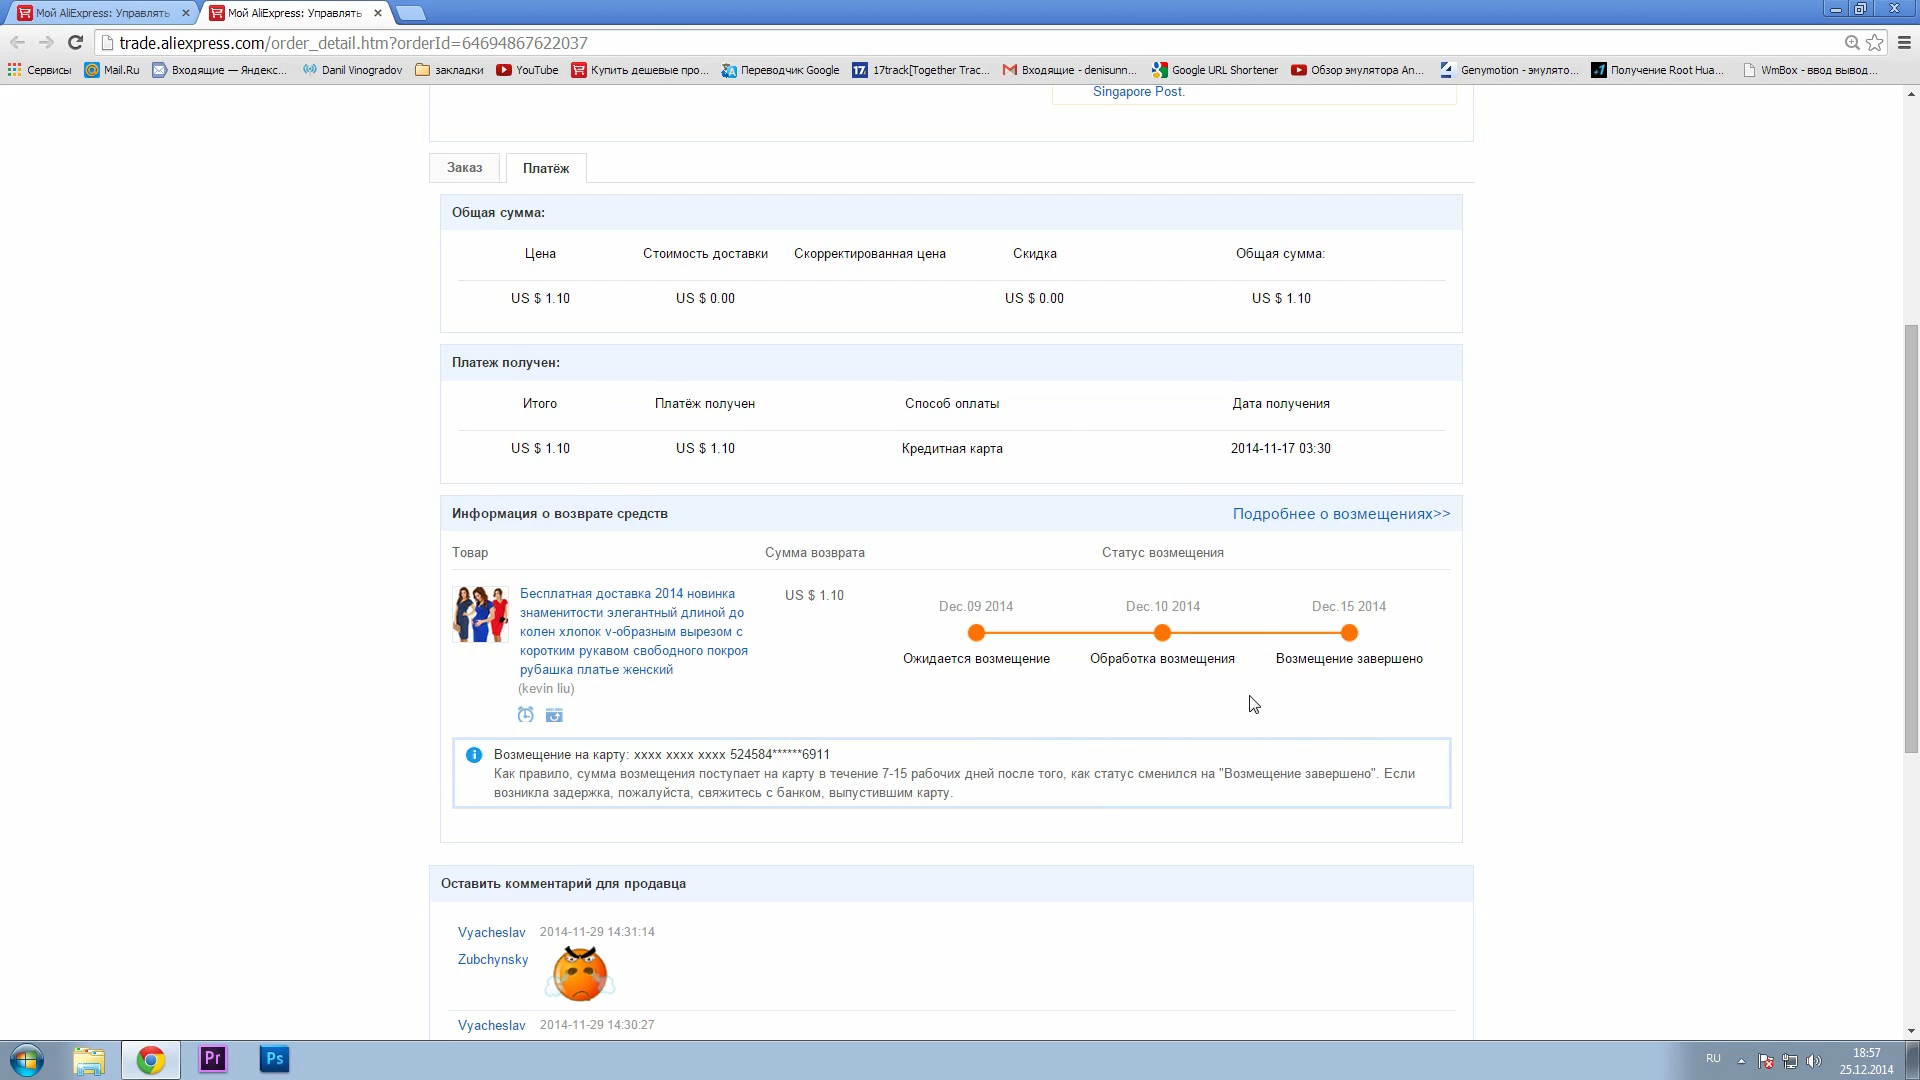 Мой AliExpress: Управлять
Мой AliExpress: Управлять
trade.aliexpress.com/order_detail.htm?orderId=64694867622037
Сервисы
Mail.Ru
Входящие — Яндекс...
Danil Vinogradov
закладки
YouTube
Купить дешевые про...
Переводчик Google
17track[Together Trac...
Входящие - denisunn...
Google URL Shortener
Обзор эмулятора An...
Genymotion - эмулято...
Получение Root Hua...
WmBox - ввод вывод...
Singapore Post.
Заказ
Платёж
Общая сумма:
Цена Стоимость доставки Скорректированная цена Скидка Общая сумма:
US $ 1.10 US $ 0.00 US $ 0.00 US $ 1.10
Платеж получен:
Итого Платёж получен Способ оплаты Дата получения
US $ 1.10 US $ 1.10 Кредитная карта 2014-11-17 03:30
Информация о возврате средств Подробнее о возмещениях>>
Товар Сумма возврата Статус возмещения
Бесплатная доставка 2014 новинка
знаменитости элегантный длиной до
колен хлопок v-образным вырезом с
коротким рукавом свободного покроя
рубашка платье женский
(kevin liu)
US $ 1.10
Dec.09 2014 Dec.10 2014 Dec.15 2014
Ожидается возмещение Обработка возмещения Возмещение завершено
Возмещение на карту: xxxx xxxx xxxx 524584******6911
Как правило, сумма возмещения поступает на карту в течение 7-15 рабочих дней после того, как статус сменился на "Возмещение завершено". Если
возникла задержка, пожалуйста, свяжитесь с банком, выпустившим карту.
Оставить комментарий для продавца
Vyacheslav 2014-11-29 14:31:14
Zubchynsky
Vyacheslav 2014-11-29 14:30:27
Pr
Ps
RU
18:57
25.12.2014